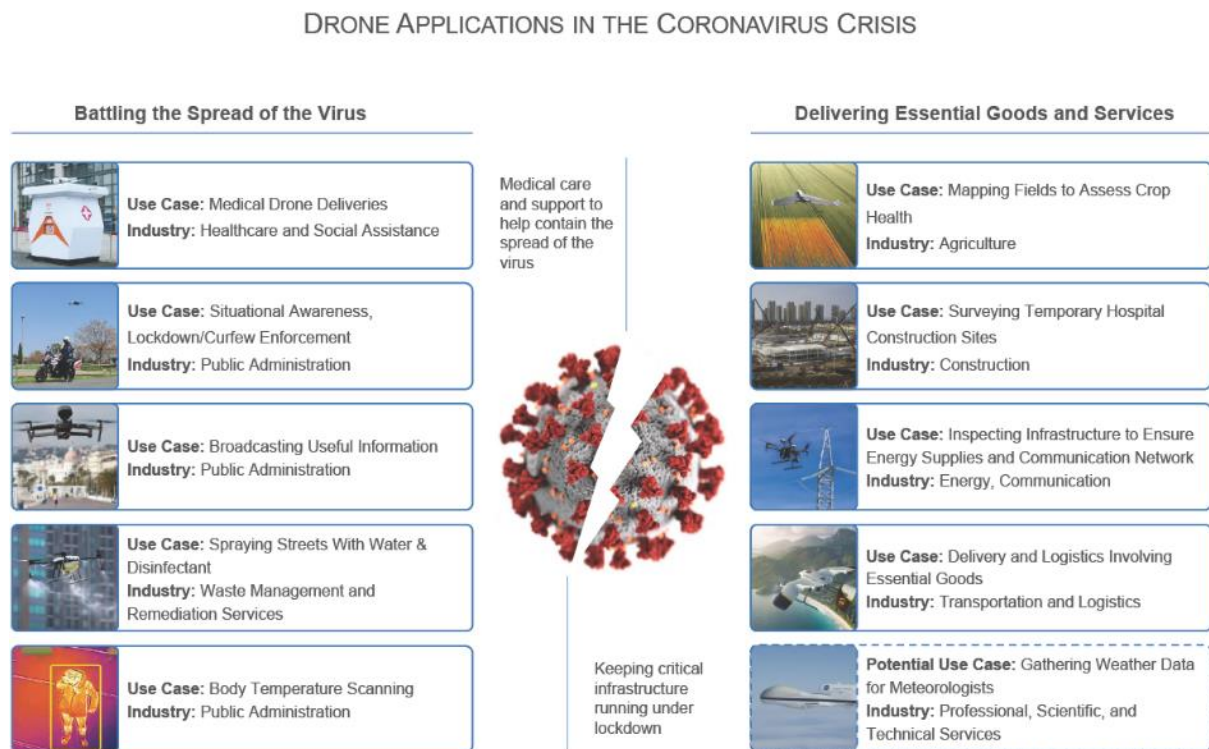 DRONE APPLICATIONS IN THE CORONAVIRUS CRISIS
Battling the Spread of the Virus
Use Case: Medical Drone Deliveries
Industry: Healthcare and Social Assistance
Use Case: Situational Awareness,
Lockdown/Curfew Enforcement
Industry: Public Administration
Use Case: Broadcasting Useful Information
Industry: Public Administration
Use Case: Spraying Streets With Water &
Disinfectant
Industry: Waste Management and
Remediation Services
Use Case: Body Temperature Scanning
Industry: Public Administration
Medical care
and support to
help contain the
spread of the
virus
Keeping critical
infrastructure
running under
lockdown
Delivering Essential Goods and Services
Use Case: Mapping Fields to Assess Crop
Health
Industry: Agriculture
Use Case: Surveying Temporary Hospital
Construction Sites
Industry: Construction
Use Case: Inspecting Infrastructure to Ensure
Energy Supplies and Communication Network
Industry: Energy, Communication
Use Case: Delivery and Logistics Involving
Essential Goods
Industry: Transportation and Logistics
Potential Use Case: Gathering Weather Data
for Meteorologists
Industry: Professional, Scientific, and
Technical Services